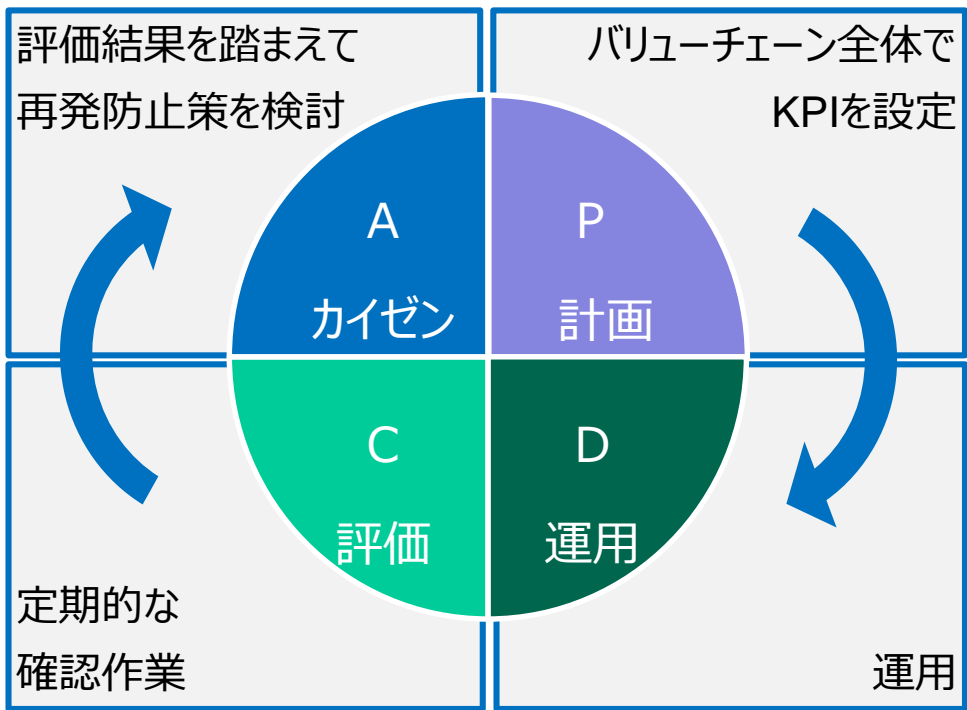 評価結果を踏まえて
再発防止策を検討
バリューチェーン全体で
KPIを設定
A
カイゼン
P
計画
C
評価
D
運用
定期的な
確認作業
運用